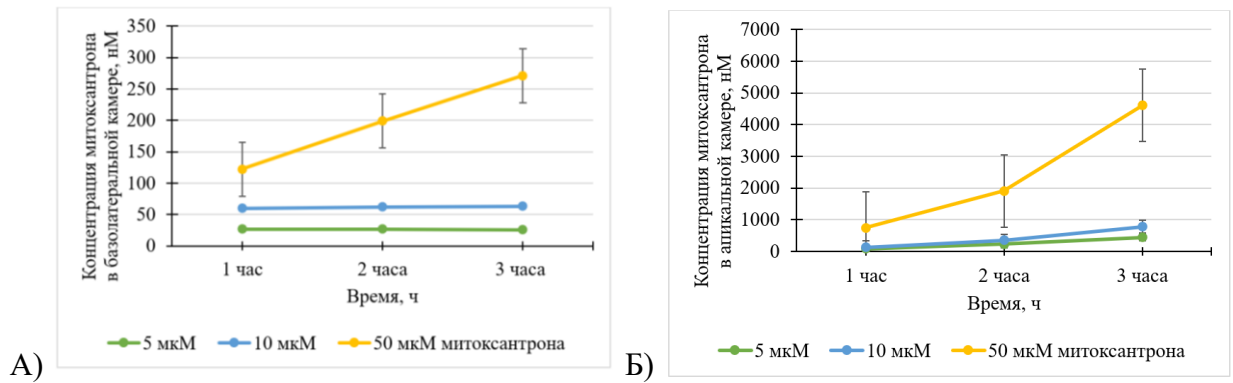 Концентрация митоксантрона
в базолатеральной камере, нМ
350
300
250
200
150
100
50
0
1 час 2 часа 3 часа
Время, ч
5 мкМ 10 мкМ 50 мкМ митоксантрона
А)
Концентрация митоксантрона
в апикальной камере, нМ
7000
6000
5000
4000
3000
2000
1000
0
1 час 2 часа 3 часа
Время, ч
5 мкМ 10 мкМ 50 мкМ митоксантрона
Б)